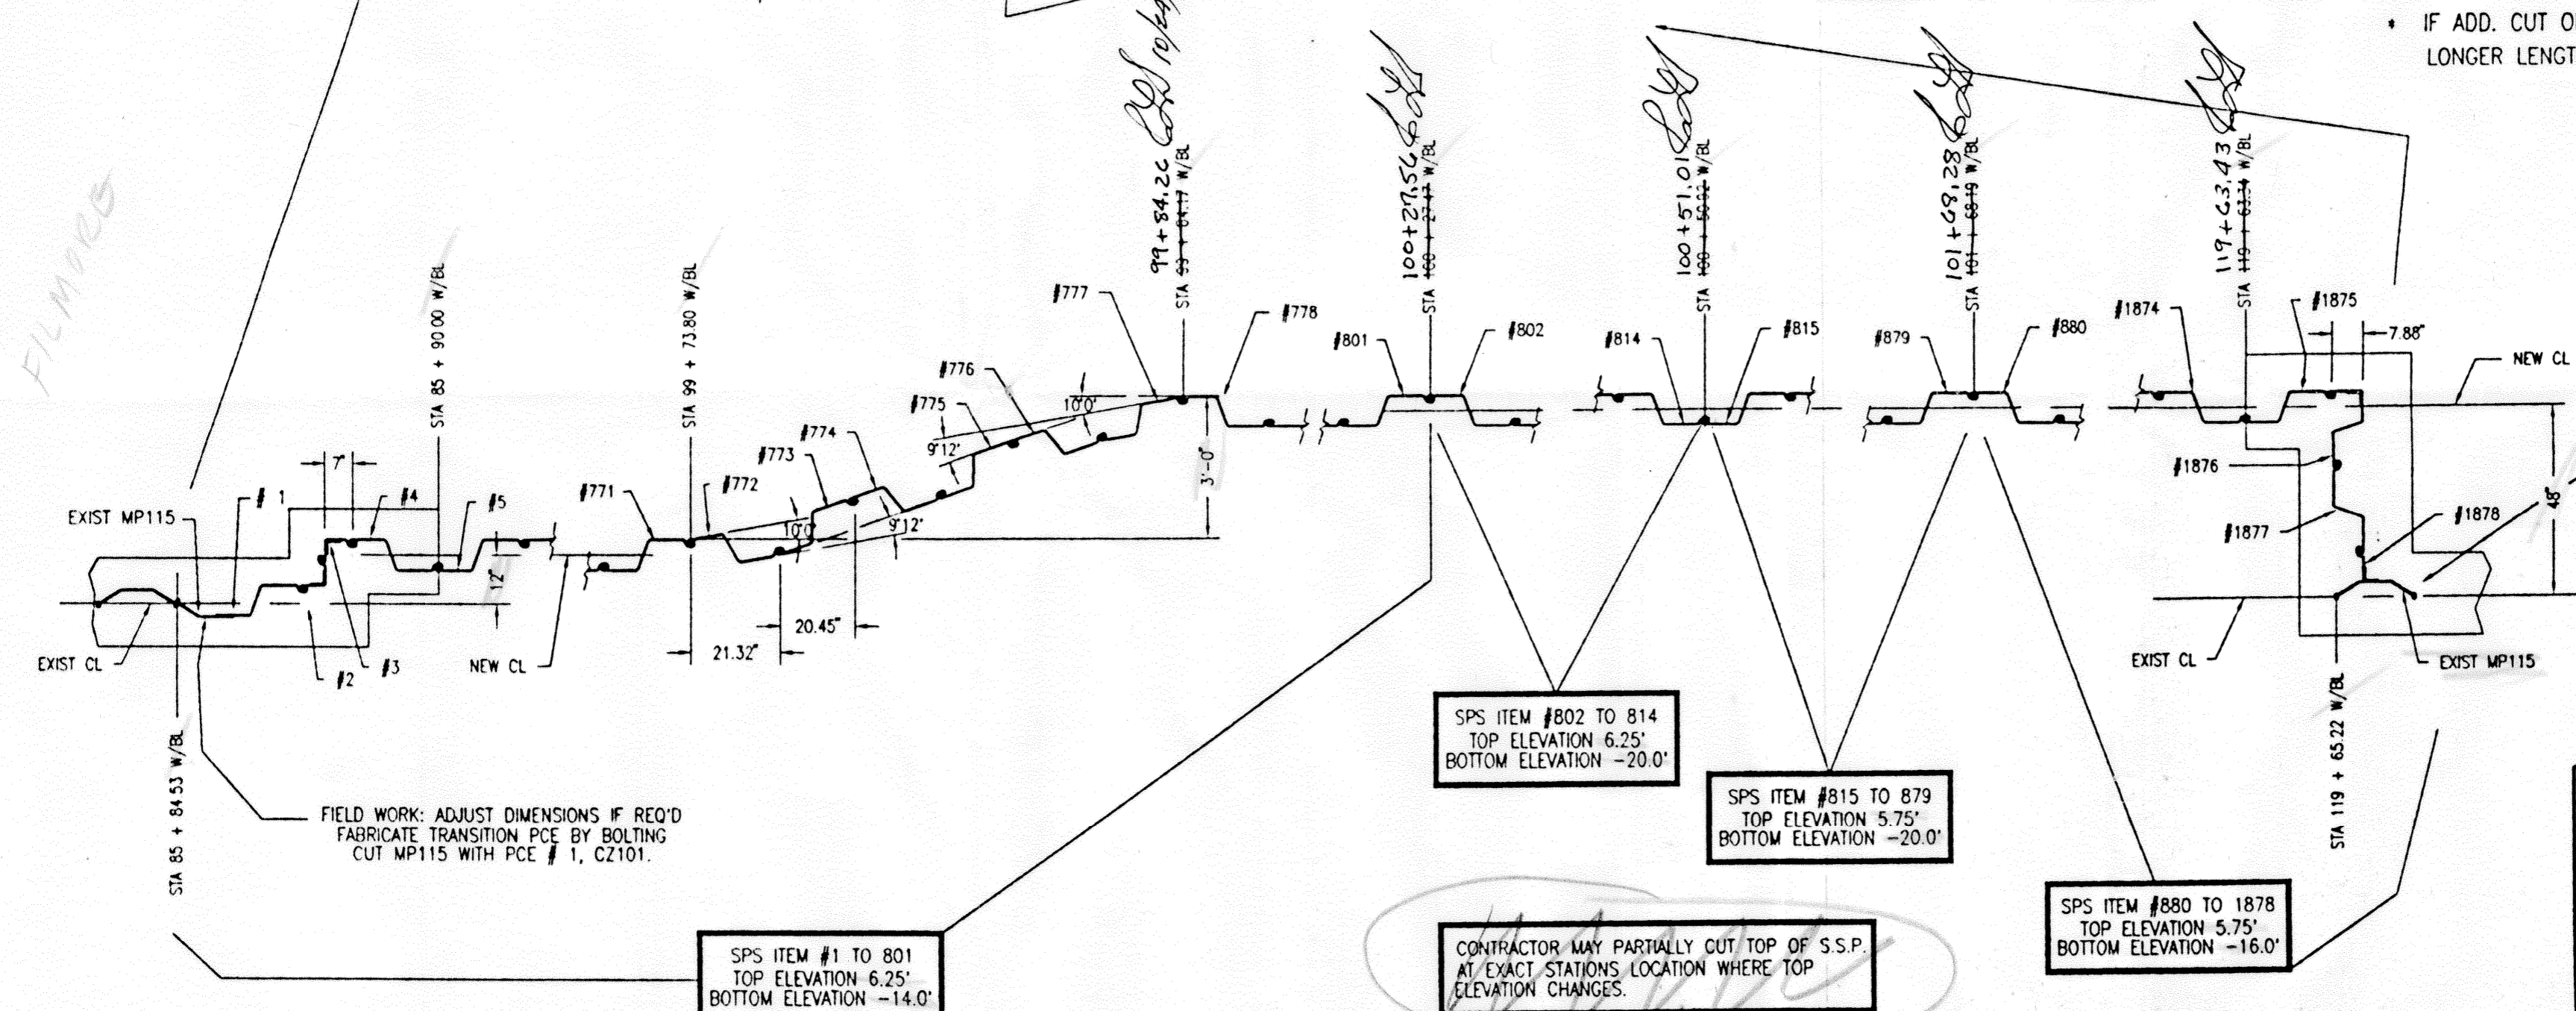 * IF ADD. CUT O
LONGER LENGT
FILMORE
10/24/
99+84.26
STA 99 + 84.17 W/BL
100+27.56
STA 100 + 27.47 W/BL
100+51.01
STA 100 + 50.92 W/BL
101+68.28
STA 101 + 68.19 W/BL
119+63.43
STA 119 + 63.34 W/BL
STA 85 + 90.00 W/BL
STA 99 + 73.80 W/BL
#777
#778
#801
#802
#814
#815
#879
#880
#1874
#1875
7.88"
NEW CL
#776
#775
10'0'
9'12'
#774
#773
#771
#772
10'0'
9'12'
3'-0"
7"
# 1
#4
#5
EXIST MP115
12"
#1876
#1877
#1878
48"
20.45"
21.32"
EXIST CL
#2
#3
NEW CL
EXIST CL
EXIST MP115
STA 85 + 84.53 W/BL
STA 119 + 65.22 W/BL
FIELD WORK: ADJUST DIMENSIONS IF REQ'D
FABRICATE TRANSITION PCE BY BOLTING
CUT MP115 WITH PCE # 1, CZ101.
SPS ITEM #802 TO 814
TOP ELEVATION 6.25'
BOTTOM ELEVATION -20.0'
SPS ITEM #815 TO 879
TOP ELEVATION 5.75'
BOTTOM ELEVATION -20.0'
SPS ITEM #880 TO 1878
TOP ELEVATION 5.75'
BOTTOM ELEVATION -16.0'
SPS ITEM #1 TO 801
TOP ELEVATION 6.25'
BOTTOM ELEVATION -14.0'
CONTRACTOR MAY PARTIALLY CUT TOP OF S.S.P.
AT EXACT STATIONS LOCATION WHERE TOP
ELEVATION CHANGES.